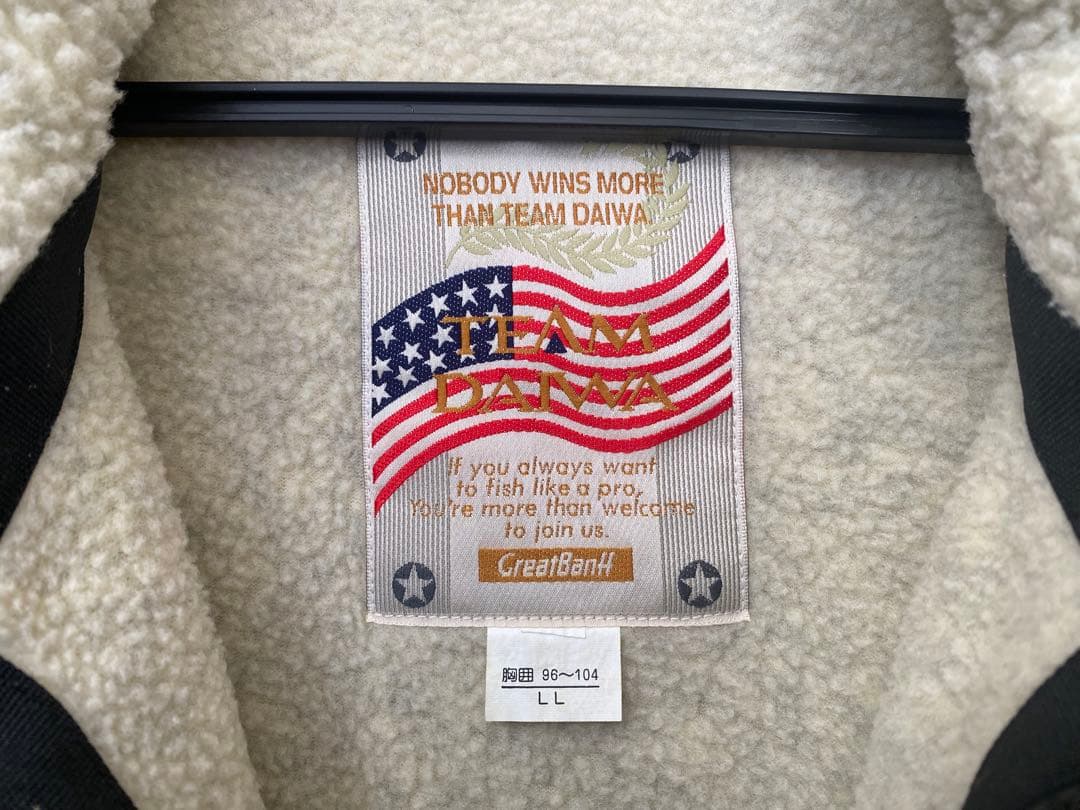 NOBODY WINS MORE
THAN TEAM DAIWA
TEAM
DAIWA
If you always want
to fish like a pro,
You're more than welcome
to join us.
GreatBanH
胸囲 96〜104
LL